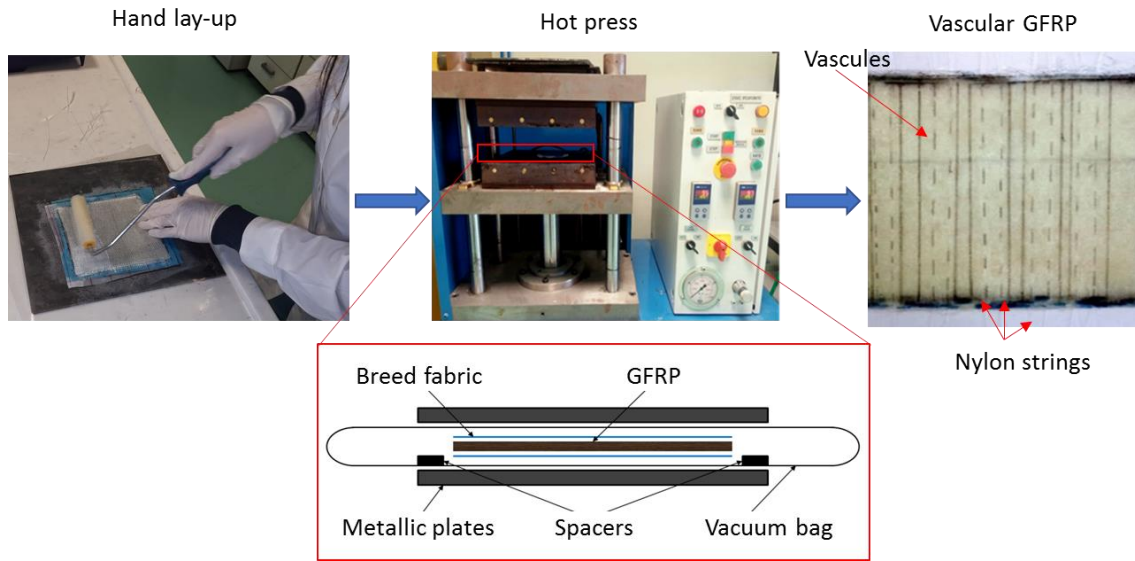 Hand lay-up
Hot press
Vascular GFRP
Vascules
Nylon strings
Breed fabric
GFRP
Metallic plates
Spacers
Vacuum bag